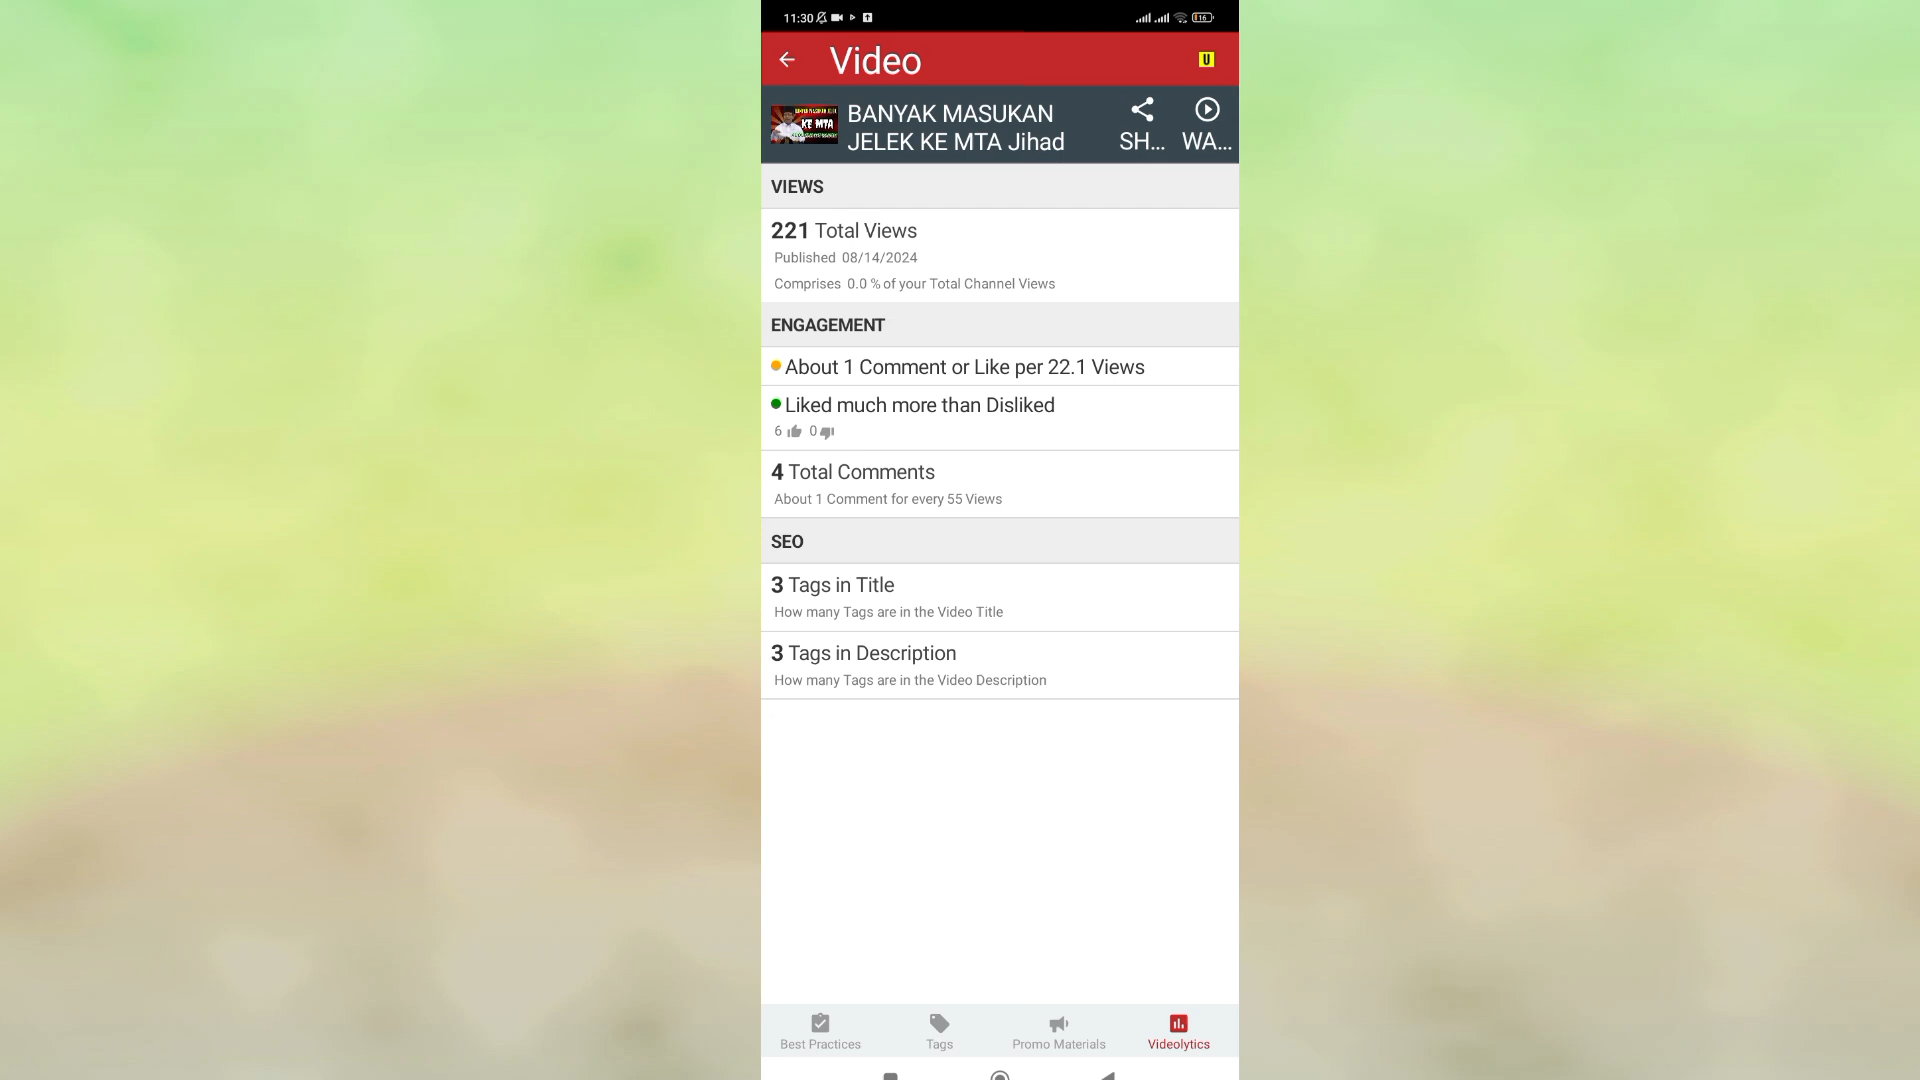 11:30
16
Video
U
BANYAK MASUKAN
JELEK KE MTA Jihad
SH...
WA...
KE MTA
VIEWS
221 Total Views
Published 08/14/2024
Comprises 0.0 % of your Total Channel Views
ENGAGEMENT
About 1 Comment or Like per 22.1 Views
Liked much more than Disliked
6 0
4 Total Comments
About 1 Comment for every 55 Views
SEO
3 Tags in Title
How many Tags are in the Video Title
3 Tags in Description
How many Tags are in the Video Description
Best Practices
Tags
Promo Materials
Videolytics